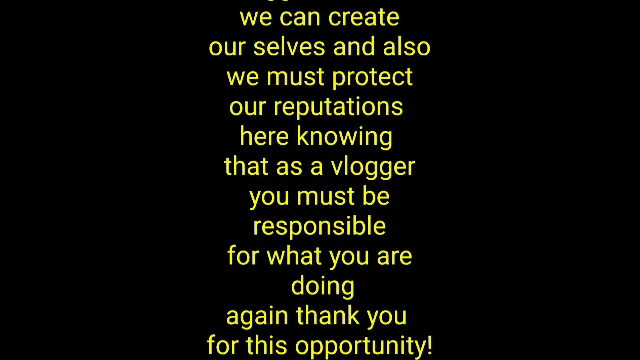 we can create
our selves and also
we must protect
our reputations
here knowing
that as a vlogger
you must be
responsible
for what you are
doing
again thank you
for this opportunity!